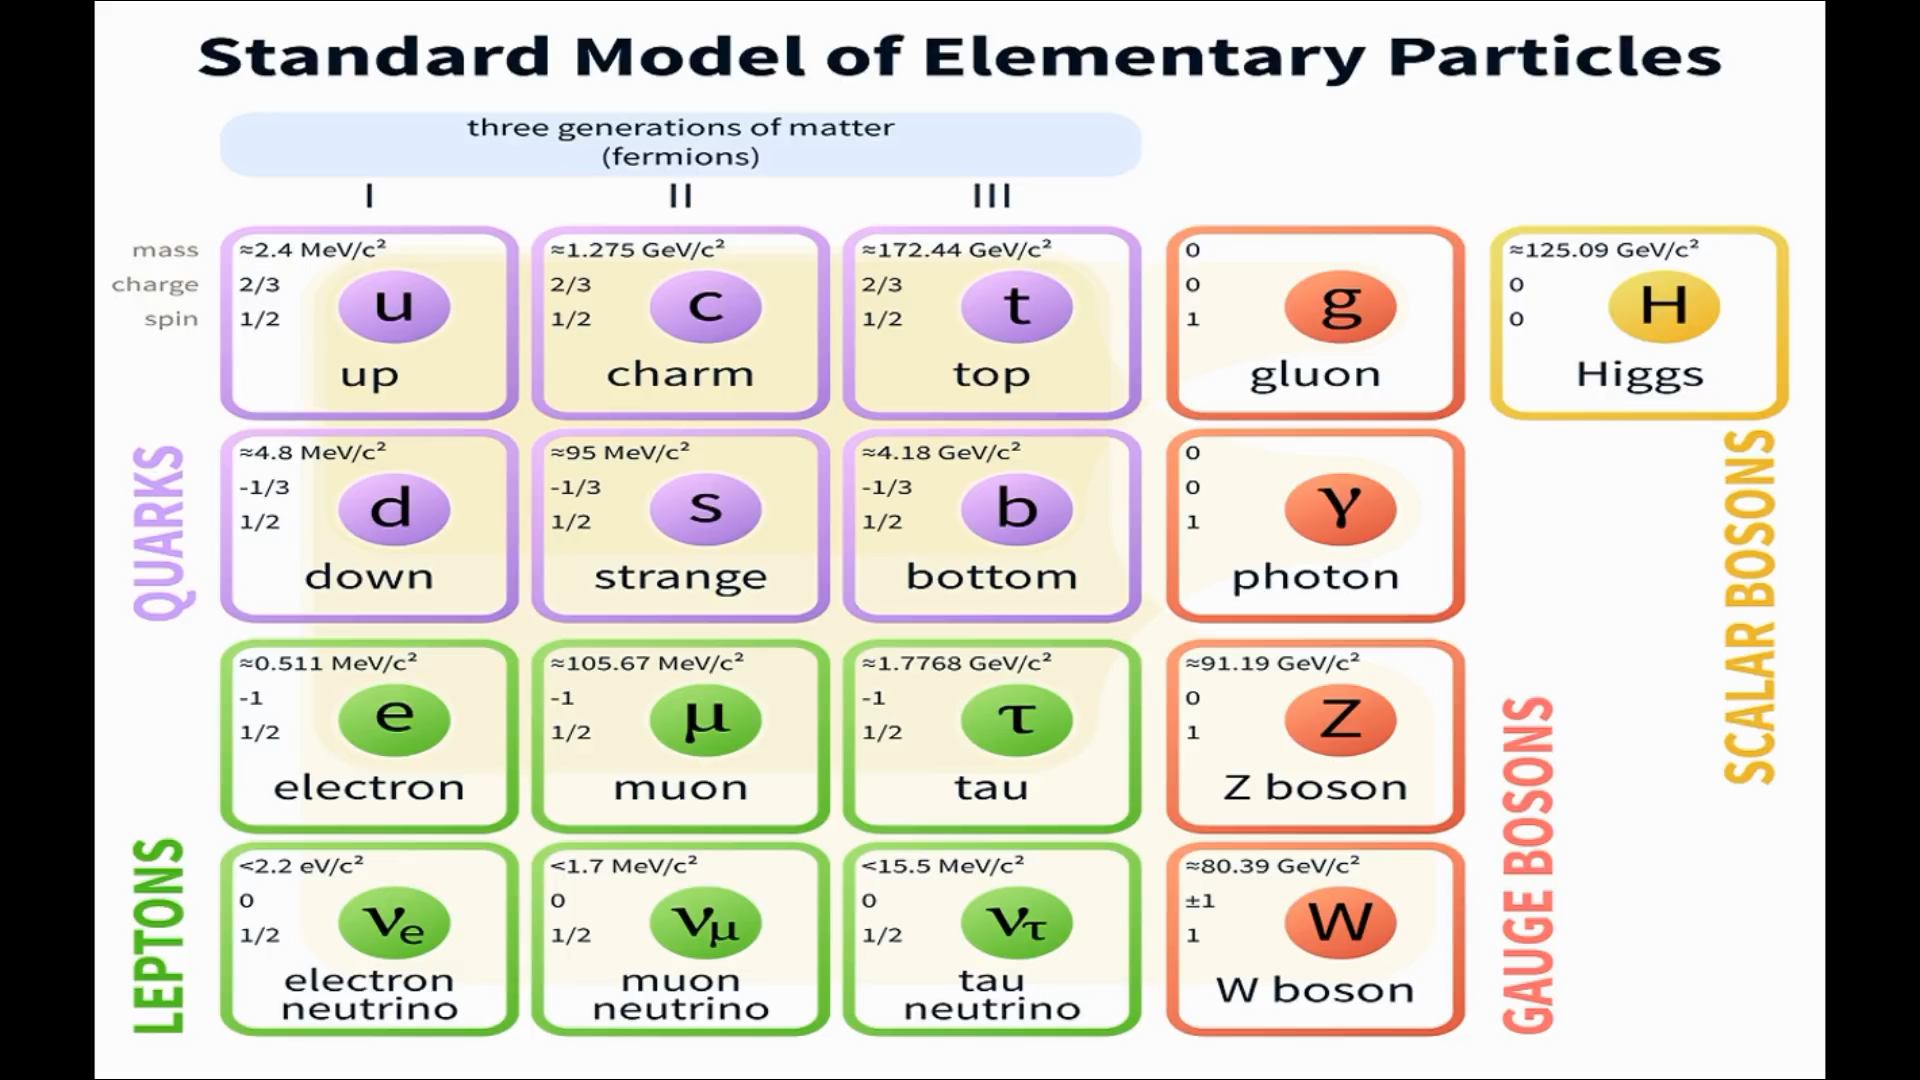 Standard Model of Elementary Particles
three generations of matter
(fermions)
I II III
mass
charge
spin
≈2.4 MeV/c²
2/3
1/2
u
up
≈1.275 GeV/c²
2/3
1/2
c
charm
≈172.44 GeV/c²
2/3
1/2
t
top
0
0
1
g
gluon
≈125.09 GeV/c²
0
0
H
Higgs
QUARKS
≈4.8 MeV/c²
-1/3
1/2
d
down
≈95 MeV/c²
-1/3
1/2
s
strange
≈4.18 GeV/c²
-1/3
1/2
b
bottom
0
0
1
γ
photon
SCALAR BOSONS
≈0.511 MeV/c²
-1
1/2
e
electron
≈105.67 MeV/c²
-1
1/2
μ
muon
≈1.7768 GeV/c²
-1
1/2
τ
tau
≈91.19 GeV/c²
0
1
Z
Z boson
GAUGE BOSONS
LEPTONS
<2.2 eV/c²
0
1/2
νe
electron
neutrino
<1.7 MeV/c²
0
1/2
νμ
muon
neutrino
<15.5 MeV/c²
0
1/2
ντ
tau
neutrino
≈80.39 GeV/c²
±1
1
W
W boson